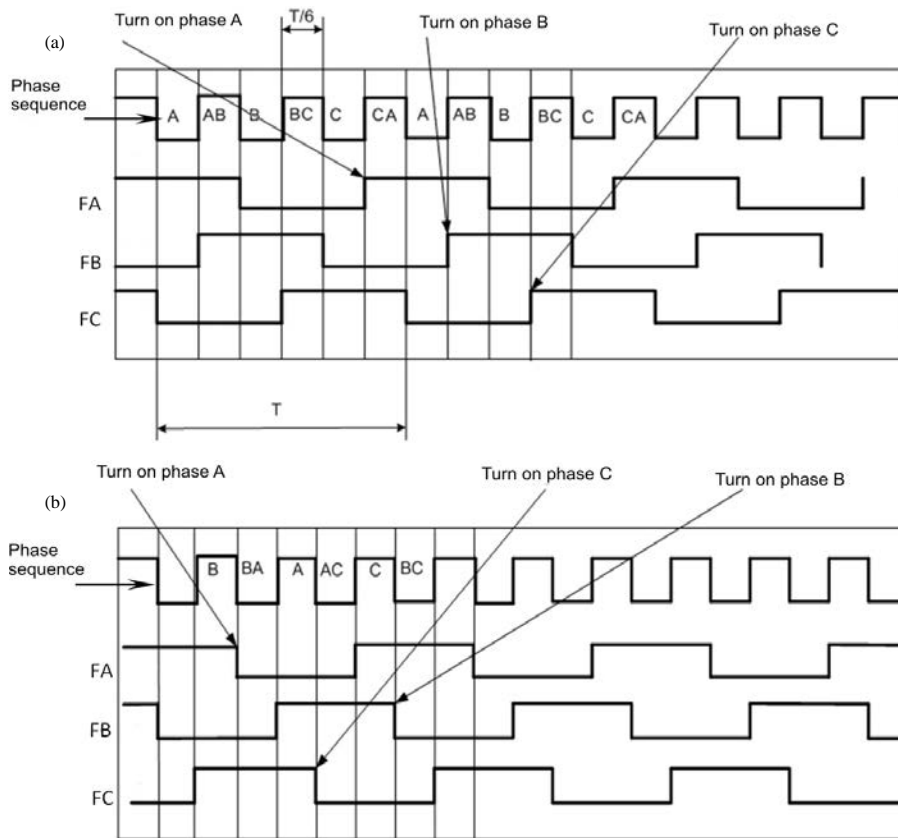 Turn on phase A
T/6
Turn on phase B
Turn on phase C
(a)
Phase
sequence
A AB B BC C CA A AB B BC C CA
FA
FB
FC
T
Turn on phase A
Turn on phase C
Turn on phase B
(b)
Phase
sequence
B BA A AC C BC
FA
FB
FC